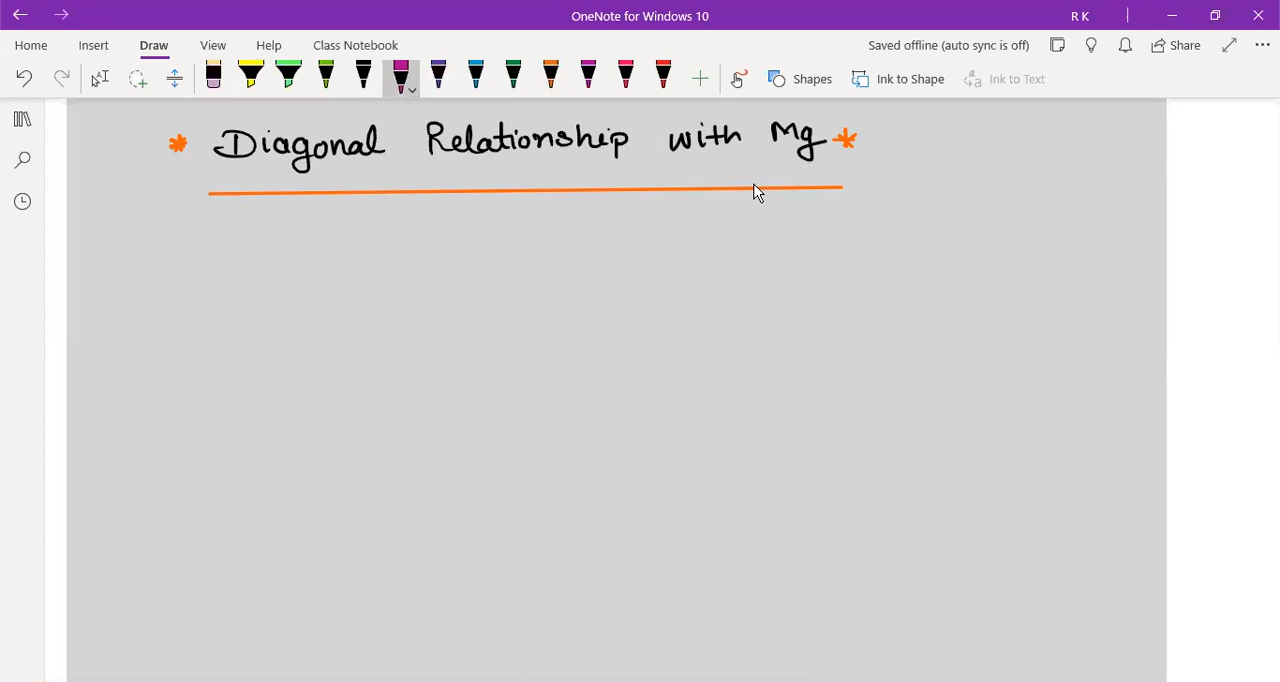 OneNote for Windows 10
R K
Home Insert Draw View Help Class Notebook
Saved offline (auto sync is off) Share
Shapes Ink to Shape Ink to Text
* Diagonal Relationship with Mg *